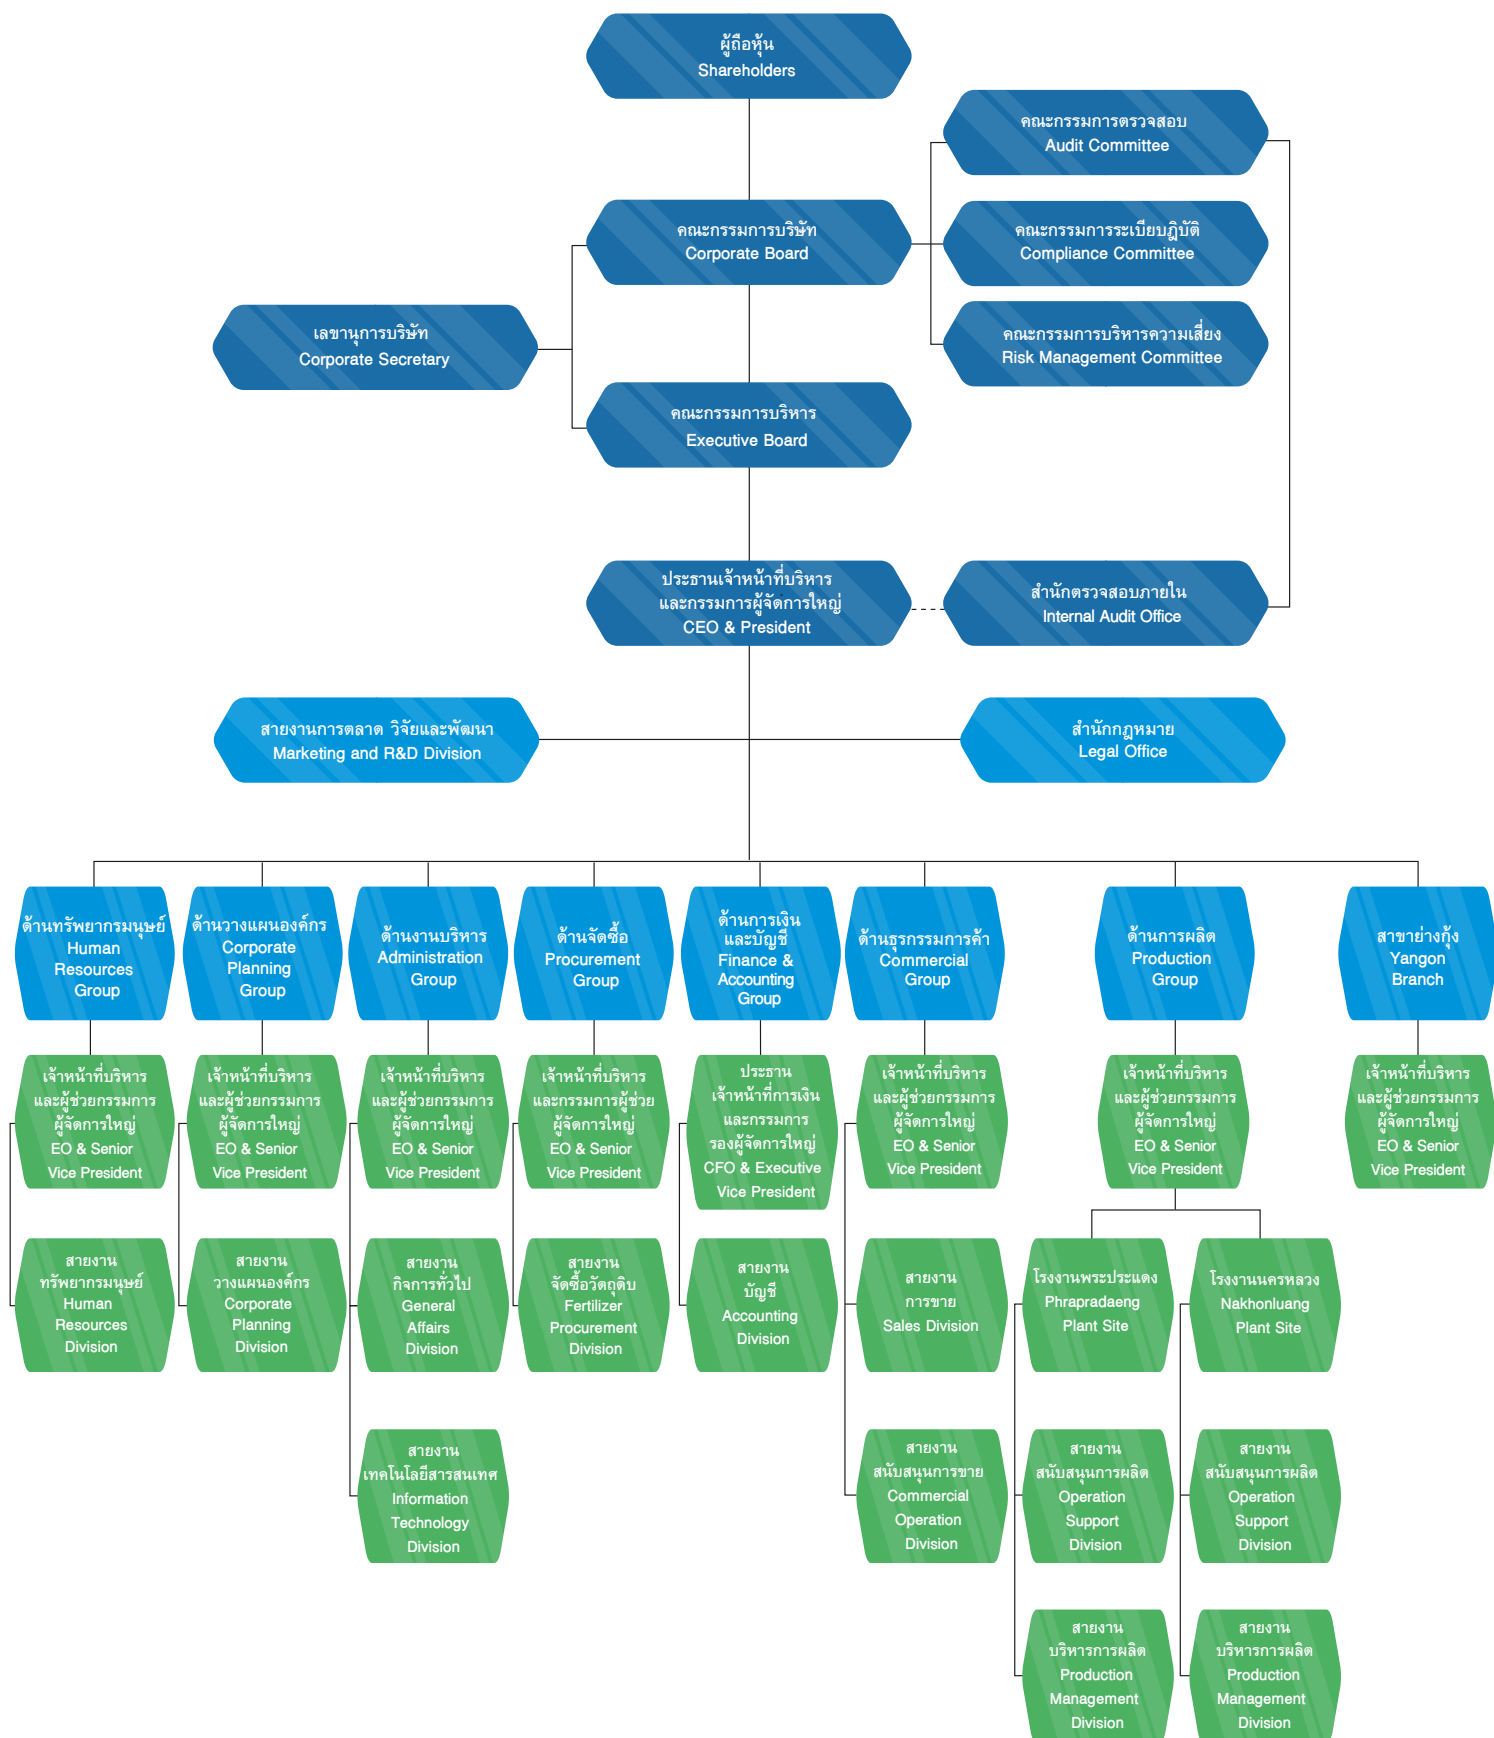 ผู้ถือหุ้น
Shareholders
คณะกรรมการตรวจสอบ
Audit Committee
คณะกรรมการบริษัท
Corporate Board
คณะกรรมการระเบียบฎิบัติ
Compliance Committee
เลขานุการบริษัท
Corporate Secretary
คณะกรรมการบริหารความเสี่ยง
Risk Management Committee
คณะกรรมการบริหาร
Executive Board
ประธานเจ้าหน้าที่บริหาร
และกรรมการผู้จัดการใหญ่
CEO & President
สำนักตรวจสอบภายใน
Internal Audit Office
สายงานการตลาด วิจัยและพัฒนา
Marketing and R&D Division
สำนักกฎหมาย
Legal Office
ด้านทรัพยากรมนุษย์
Human
Resources
Group
ด้านวางแผนองค์กร
Corporate
Planning
Group
ด้านงานบริหาร
Administration
Group
ด้านจัดซื้อ
Procurement
Group
ด้านการเงิน
และบัญชี
Finance &
Accounting
Group
ด้านธุรกรรมการค้า
Commercial
Group
ด้านการผลิต
Production
Group
สาขาย่างกุ้ง
Yangon
Branch
เจ้าหน้าที่บริหาร
และผู้ช่วยกรรมการ
ผู้จัดการใหญ่
EO & Senior
Vice President
เจ้าหน้าที่บริหาร
และผู้ช่วยกรรมการ
ผู้จัดการใหญ่
EO & Senior
Vice President
เจ้าหน้าที่บริหาร
และผู้ช่วยกรรมการ
ผู้จัดการใหญ่
EO & Senior
Vice President
เจ้าหน้าที่บริหาร
และกรรมการผู้ช่วย
ผู้จัดการใหญ่
EO & Senior
Vice President
ประธาน
เจ้าหน้าที่การเงิน
และกรรมการ
รองผู้จัดการใหญ่
CFO & Executive
Vice President
เจ้าหน้าที่บริหาร
และผู้ช่วยกรรมการ
ผู้จัดการใหญ่
EO & Senior
Vice President
เจ้าหน้าที่บริหาร
และผู้ช่วยกรรมการ
ผู้จัดการใหญ่
EO & Senior
Vice President
เจ้าหน้าที่บริหาร
และผู้ช่วยกรรมการ
ผู้จัดการใหญ่
EO & Senior
Vice President
สายงาน
ทรัพยากรมนุษย์
Human
Resources
Division
สายงาน
วางแผนองค์กร
Corporate
Planning
Division
สายงาน
กิจการทั่วไป
General
Affairs
Division
สายงาน
จัดซื้อวัตถุดิบ
Fertilizer
Procurement
Division
สายงาน
บัญชี
Accounting
Division
สายงาน
การขาย
Sales Division
โรงงานพระประแดง
Phrapradaeng
Plant Site
โรงงานนครหลวง
Nakhonluang
Plant Site
สายงาน
เทคโนโลยีสารสนเทศ
Information
Technology
Division
สายงาน
สนับสนุนการขาย
Commercial
Operation
Division
สายงาน
สนับสนุนการผลิต
Operation
Support
Division
สายงาน
สนับสนุนการผลิต
Operation
Support
Division
สายงาน
บริหารการผลิต
Production
Management
Division
สายงาน
บริหารการผลิต
Production
Management
Division